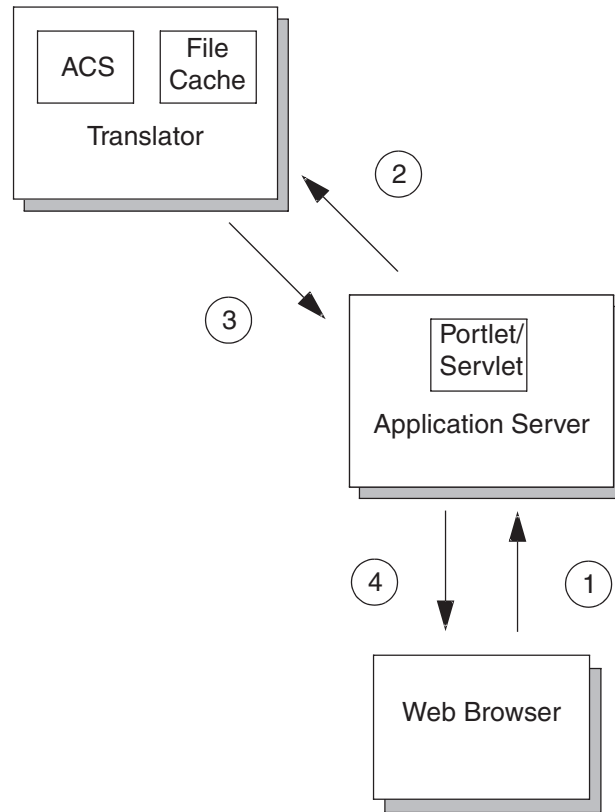 ACS
File
Cache
Translator
2
3
Portlet/
Servlet
Application Server
4
1
Web Browser